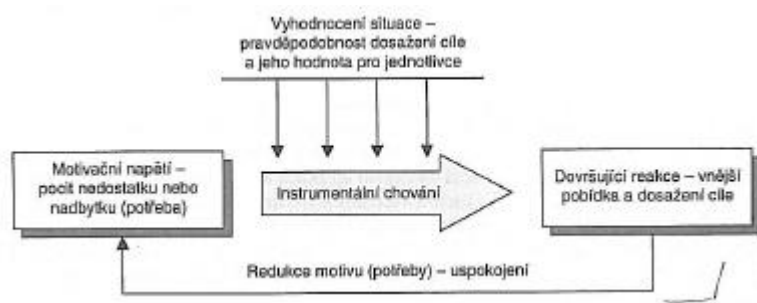 Vyhodnocení situace –
pravděpodobnost dosažení cíle
a jeho hodnota pro jednotlivce
Motivační napětí –
pocit nedostatku nebo
nadbytku (potřeba)
Instrumentální chování
Dovršující reakce – vnější
pobídka a dosažení cíle
Redukce motivu (potřeby) – uspokojení